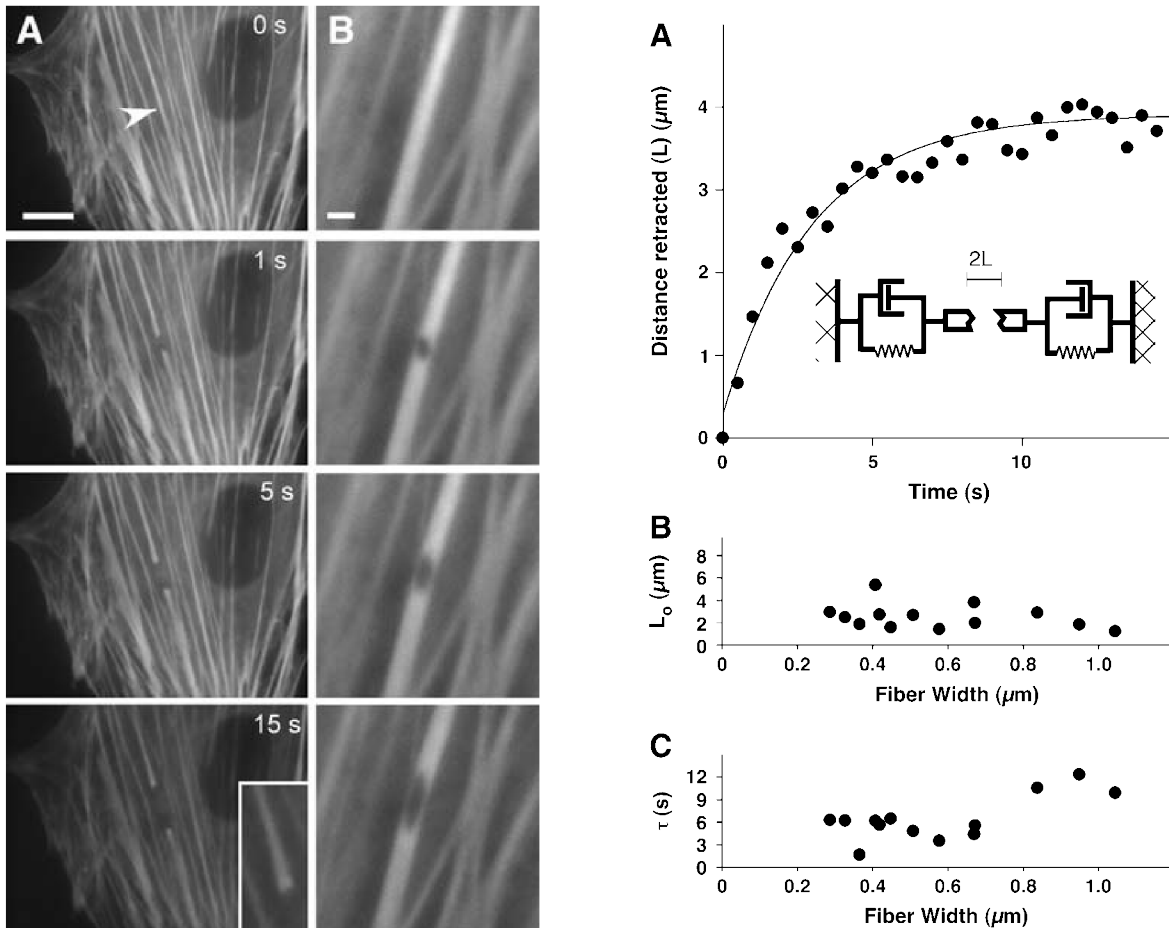 A
0 s
B
1 s
5 s
15 s
A
Distance retracted (L) (µm)
4
3
2
1
0
2L
0
5
10
Time (s)
B
L₀ (µm)
8
6
4
2
0
0
0.2
0.4
0.6
0.8
1.0
Fiber Width (µm)
C
τ (s)
12
9
6
3
0
0
0.2
0.4
0.6
0.8
1.0
Fiber Width (µm)